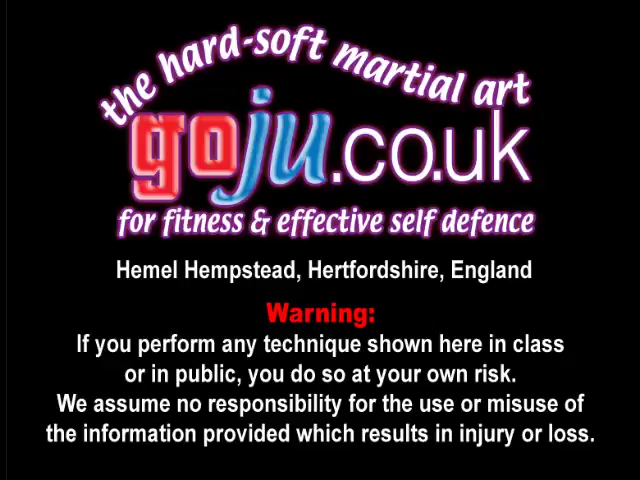 the hard-soft martial art
goju.co.uk
for fitness & effective self defence
Hemel Hempstead, Hertfordshire, England
Warning:
If you perform any technique shown here in class
or in public, you do so at your own risk.
We assume no responsibility for the use or misuse of
the information provided which results in injury or loss.